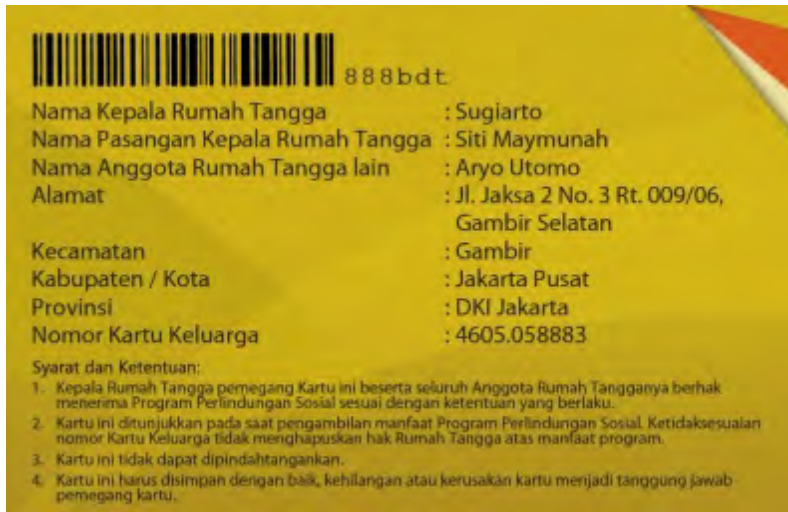 888bdt
Nama Kepala Rumah Tangga : Sugiarto
Nama Pasangan Kepala Rumah Tangga : Siti Maymunah
Nama Anggota Rumah Tangga lain : Aryo Utomo
Alamat : Jl. Jaksa 2 No. 3 Rt. 009/06,
Gambir Selatan
Kecamatan : Gambir
Kabupaten / Kota : Jakarta Pusat
Provinsi : DKI Jakarta
Nomor Kartu Keluarga : 4605.058883
Syarat dan Ketentuan:
1. Kepala Rumah Tangga pemegang Kartu ini beserta seluruh Anggota Rumah Tangganya berhak
menerima Program Perlindungan Sosial sesuai dengan ketentuan yang berlaku.
2. Kartu ini ditunjukkan pada saat pengambilan manfaat Program Perlindungan Sosial. Ketidaksesuaian
nomor Kartu Keluarga tidak menghapuskan hak Rumah Tangga atas manfaat program.
3. Kartu ini tidak dapat dipindahtangankan.
4. Kartu ini harus disimpan dengan baik, kehilangan atau kerusakan kartu menjadi tanggung jawab
pemegang kartu.